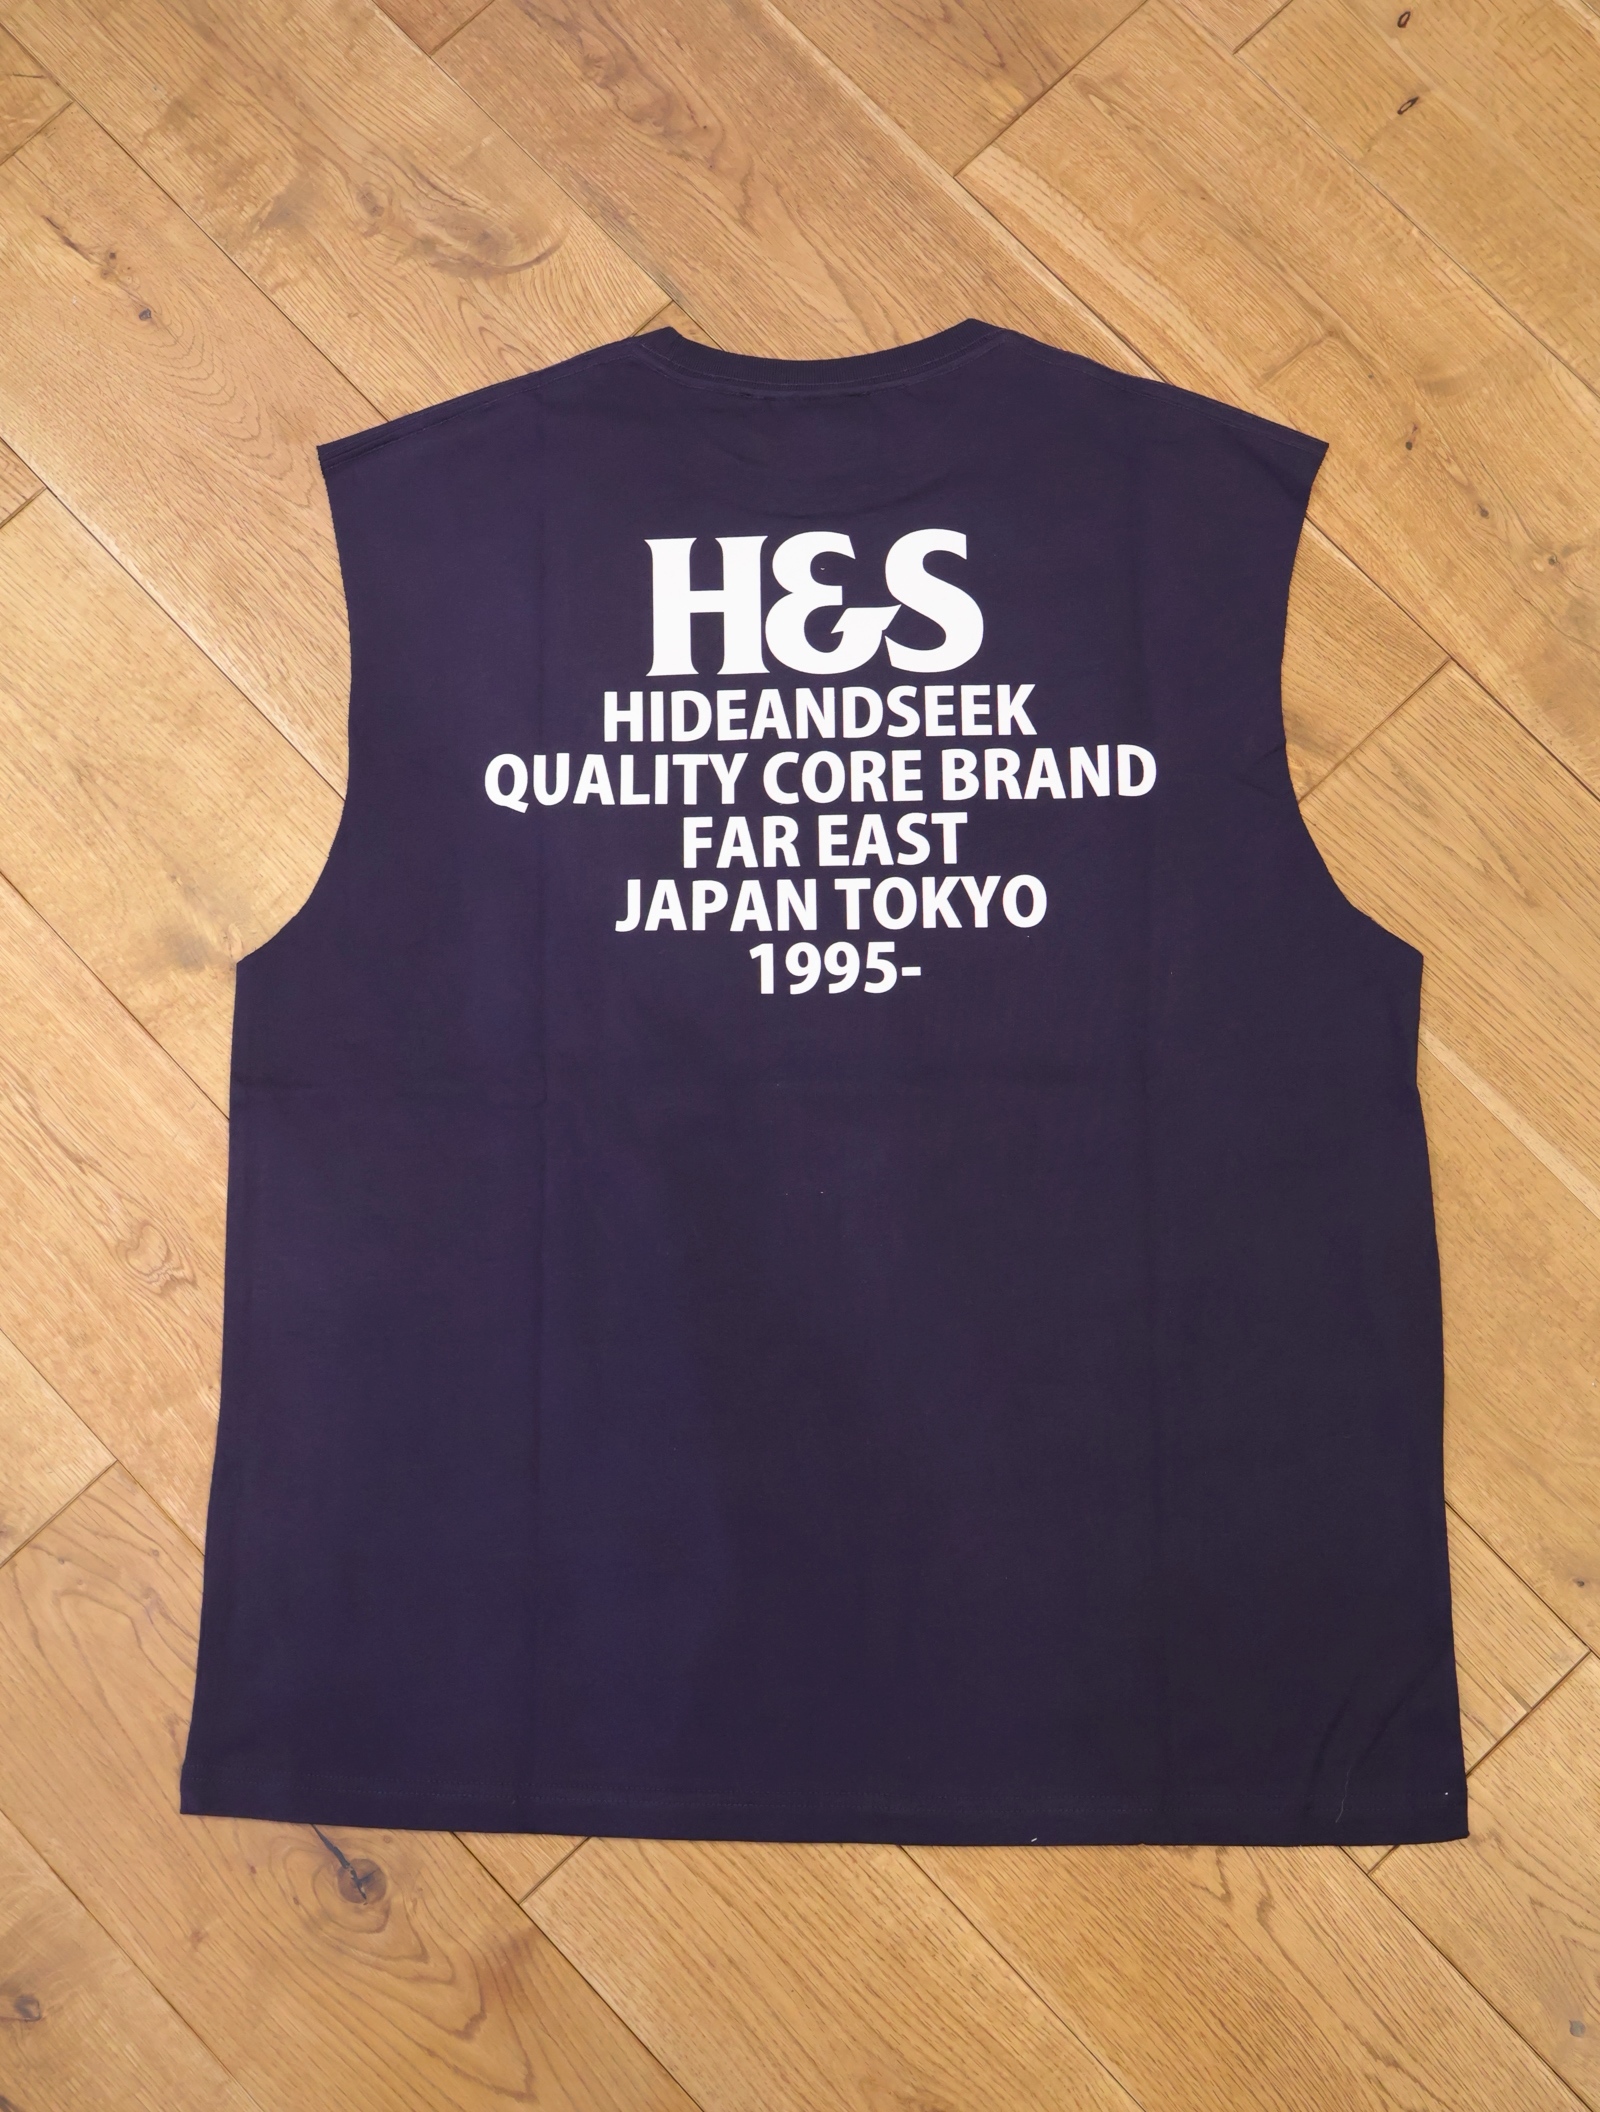 H&S
HIDEANDSEEK
QUALITY CORE BRAND
FAR EAST
JAPAN TOKYO
1995-